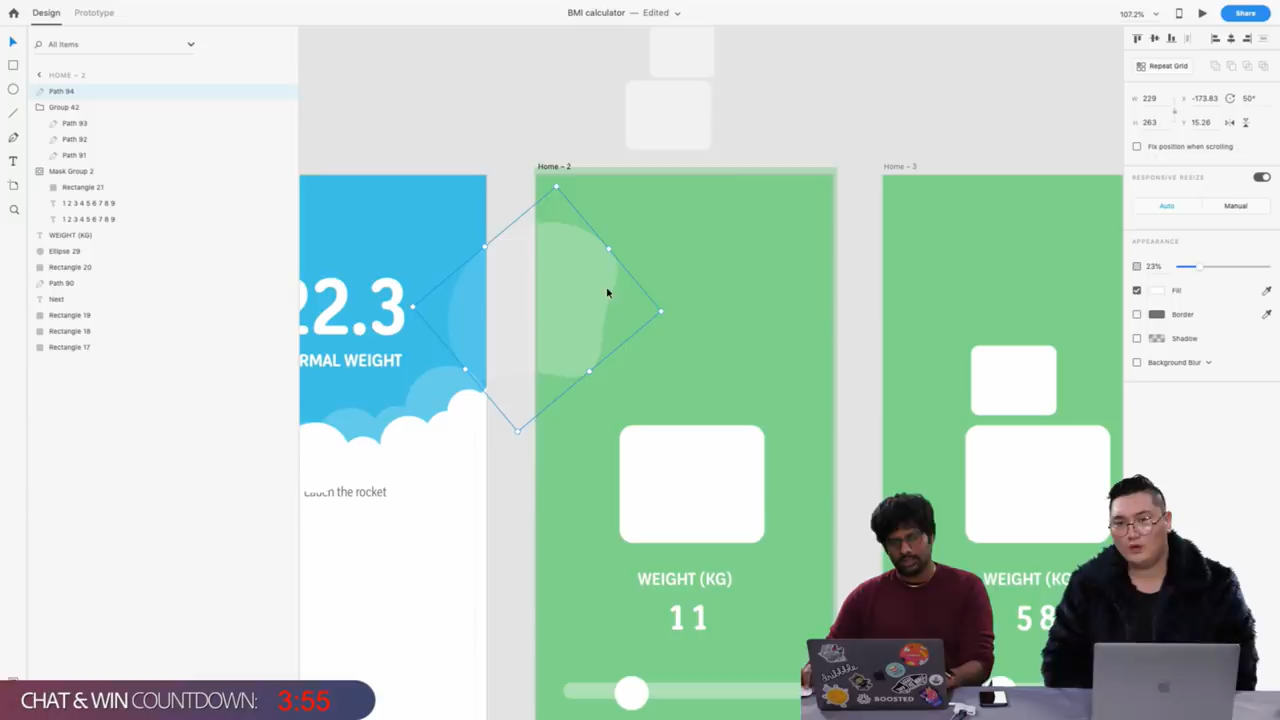 Design
Prototype
BMI calculator — Edited
107.2%
Share
All Items
HOME – 2
Path 94
Group 42
Path 93
Path 92
Path 91
Mask Group 2
Rectangle 21
1 2 3 4 5 6 7 8 9
1 2 3 4 5 6 7 8 9
WEIGHT (KG)
Ellipse 29
Rectangle 20
Path 90
Next
Rectangle 19
Rectangle 18
Rectangle 17
Home – 2
Home – 3
22.3
RMAL WEIGHT
the rocket
WEIGHT (KG)
11
WEIGHT (KG
58
Repeat Grid
W 229
X -173.83
50°
H 263
Y 15.26
Fix position when scrolling
RESPONSIVE RESIZE
Auto
Manual
APPEARANCE
23%
Fill
Border
Shadow
Background Blur
BOOSTED
CHAT & WIN COUNTDOWN: 3:55